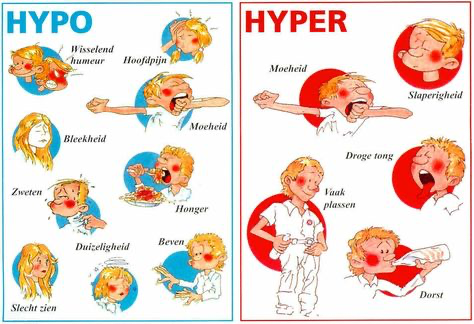 HYPO
Wisselend
humeur
Hoofdpijn
Moeheid
Bleekheid
Zweten
Honger
Duizeligheid
Beven
Slecht zien
HYPER
Moeheid
Slaperigheid
Droge tong
Vaak
plassen
Dorst